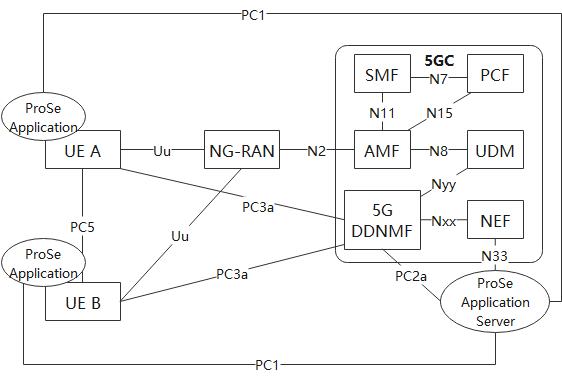 PC1
5GC
SMF
N7
PCF
ProSe
Application
N11
N15
UE A
Uu
NG-RAN
N2
AMF
N8
UDM
Nyy
PC3a
5G
DDNMF
Nxx
NEF
PC5
Uu
ProSe
Application
PC3a
PC2a
N33
UE B
ProSe
Application
Server
PC1